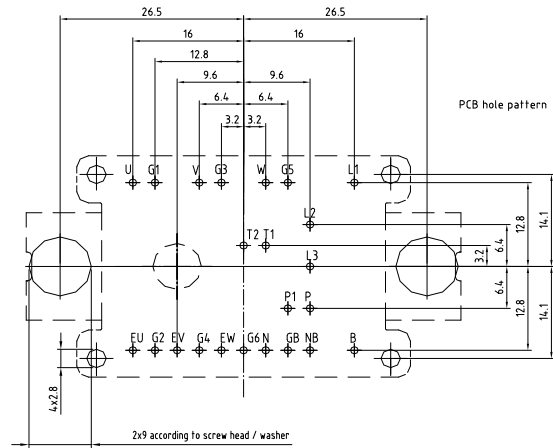 26.5 26.5
16 16
12.8
9.6 9.6
6.4 6.4
3.2 3.2
PCB hole pattern
U G1 V G3 W G5 L1
L2
T2 T1
L3
P1 P
EU G2 EV G4 EW G6 N GB NB B
3.2
6.4
12.8
14.1
6.4
12.8
14.1
4x2.8
2x9 according to screw head / washer